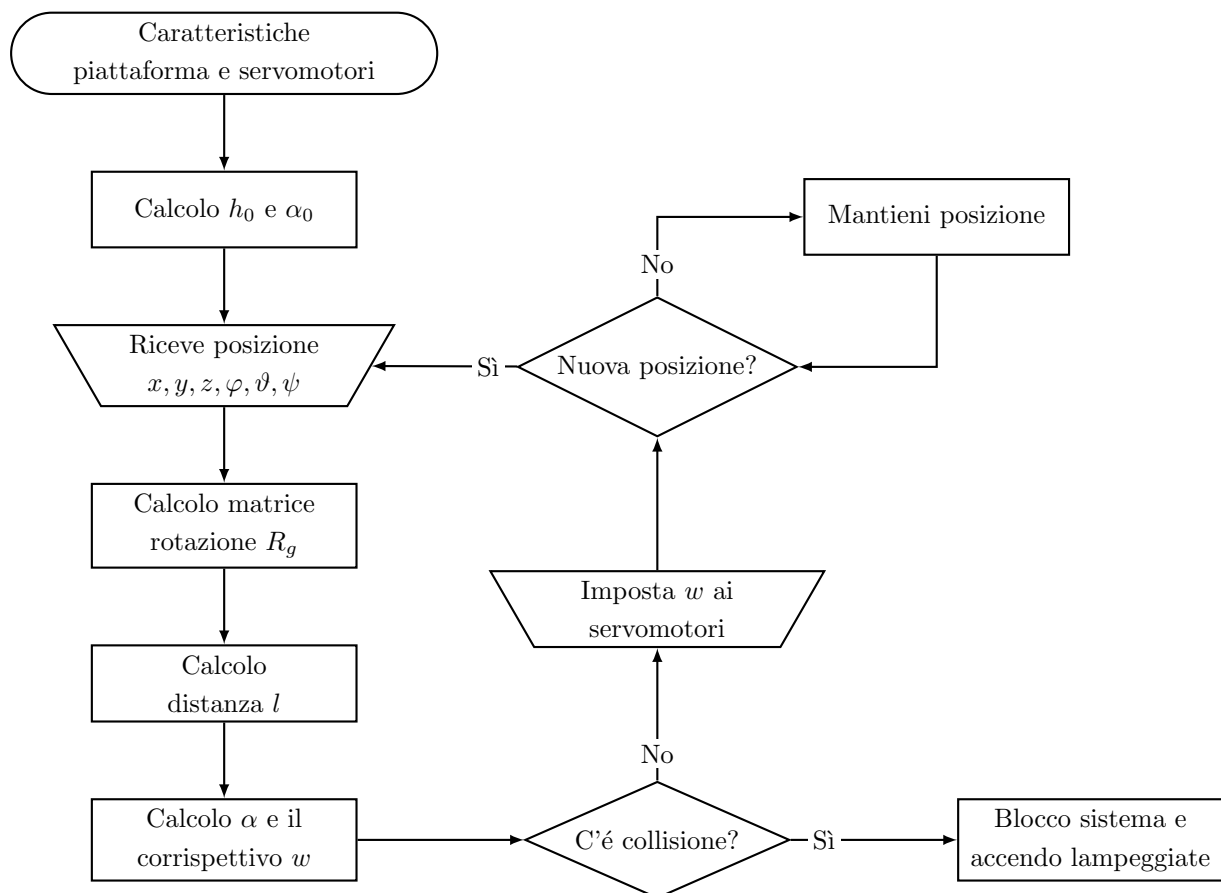 Caratteristiche
piattaforma e servomotori
Calcolo h₀ e α₀
Mantieni posizione
No
Riceve posizione
x, y, z, φ, ϑ, ψ
Sì
Nuova posizione?
Calcolo matrice
rotazione R_g
Imposta w ai
servomotori
Calcolo
distanza l
No
Calcolo α e il
corrispettivo w
C'é collisione?
Sì
Blocco sistema e
accendo lampeggiate